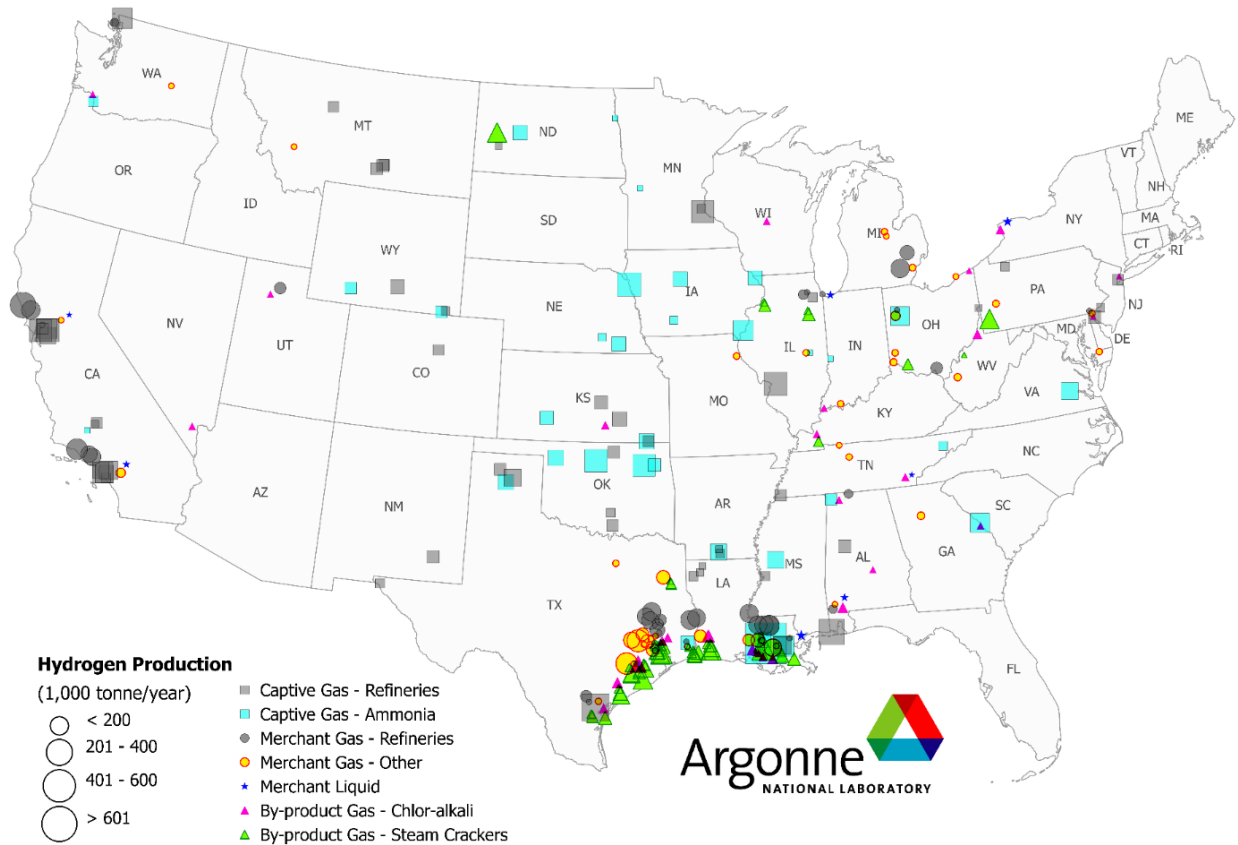 WA
MT
ND
MN
ME
VT
NH
OR
ID
SD
WI
MI
NY
MA
CT
RI
WY
IA
PA
NJ
NE
OH
MD
DE
NV
UT
IL
IN
WV
CA
CO
KS
MO
KY
VA
AZ
NM
OK
AR
TN
NC
SC
TX
LA
MS
AL
GA
FL
Hydrogen Production
(1,000 tonne/year)
< 200
201 - 400
401 - 600
> 601
Captive Gas - Refineries
Captive Gas - Ammonia
Merchant Gas - Refineries
Merchant Gas - Other
Merchant Liquid
By-product Gas - Chlor-alkali
By-product Gas - Steam Crackers
Argonne
NATIONAL LABORATORY